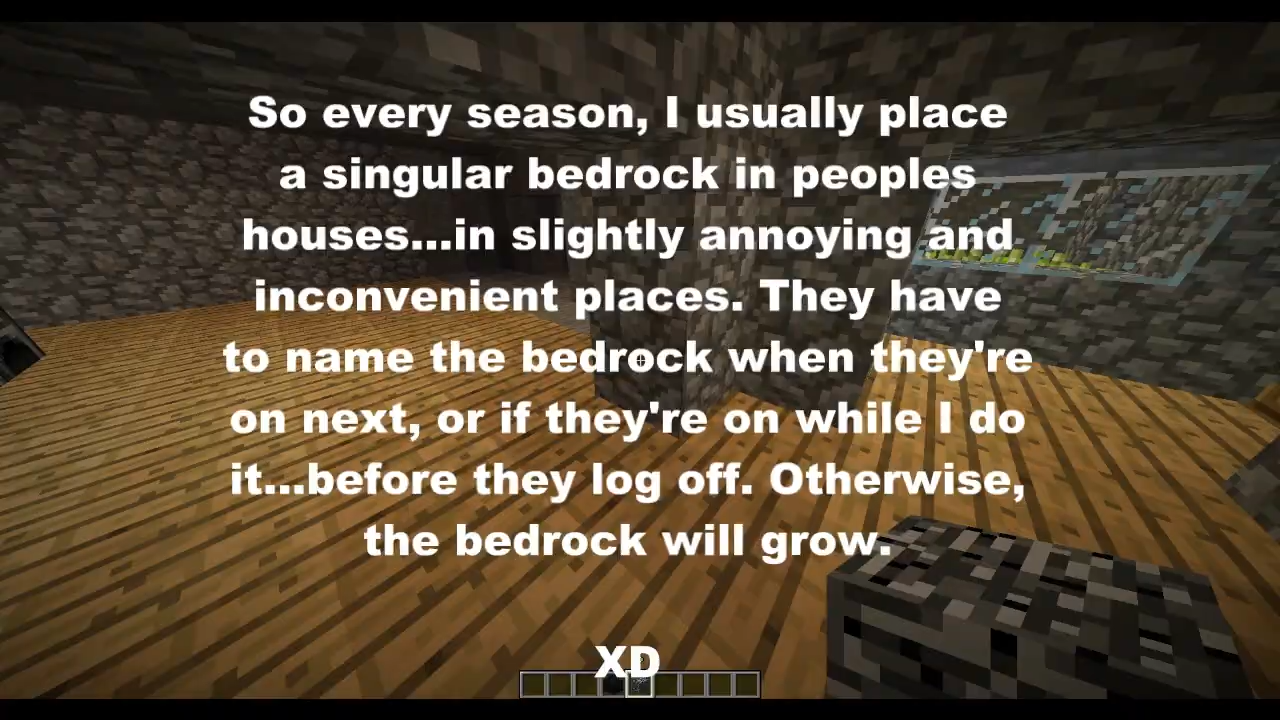 So every season, I usually place
a singular bedrock in peoples
houses...in slightly annoying and
inconvenient places. They have
to name the bedrock when they're
on next, or if they're on while I do
it...before they log off. Otherwise,
the bedrock will grow.
XD